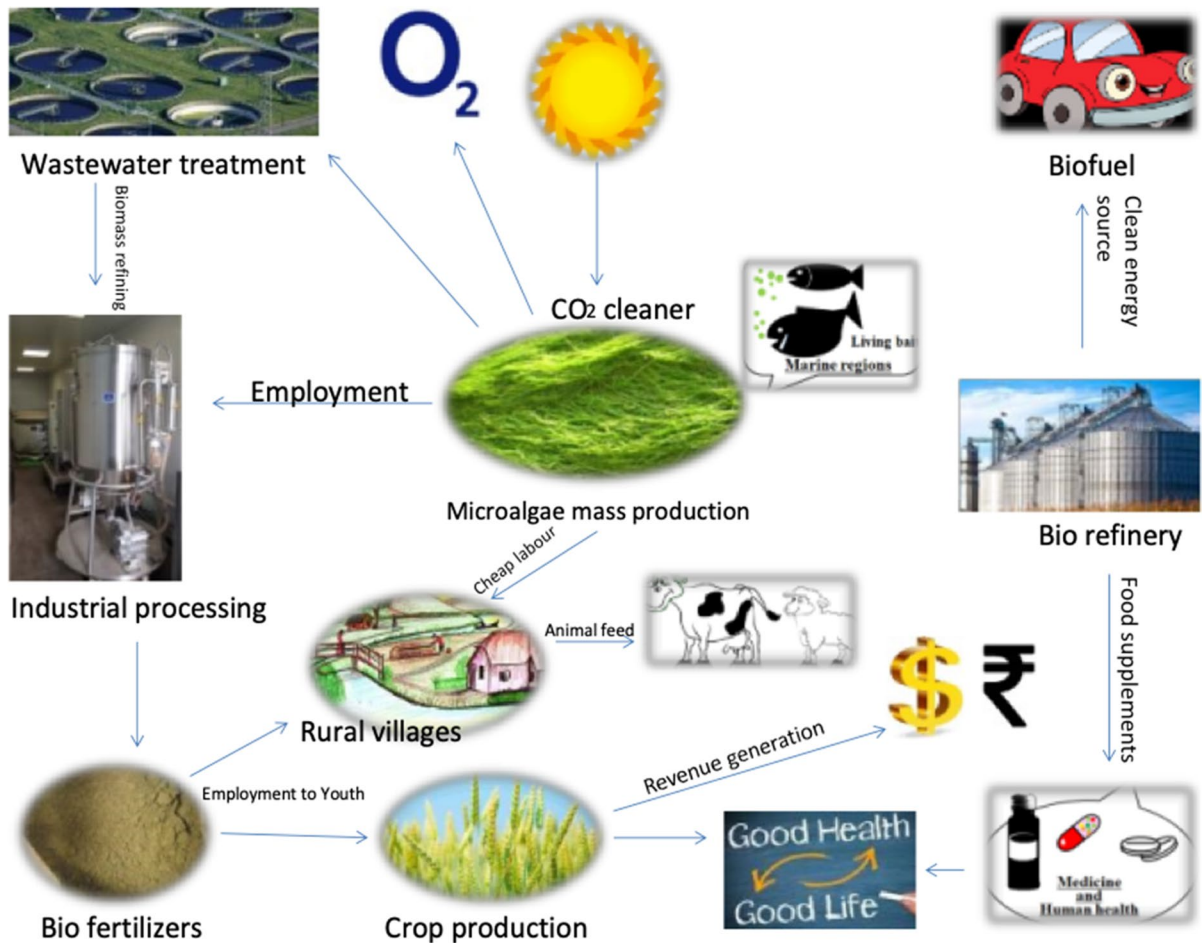 O2
Wastewater treatment
Biomass refining
Biofuel
Clean energy
source
CO2 cleaner
Living bai
Marine regions
Employment
Microalgae mass production
Bio refinery
Cheap labour
Industrial processing
Animal feed
Food supplements
Rural villages
$ ₹
Revenue generation
Employment to Youth
Good Health
Good Life
Medicine
and
Human health
Bio fertilizers
Crop production